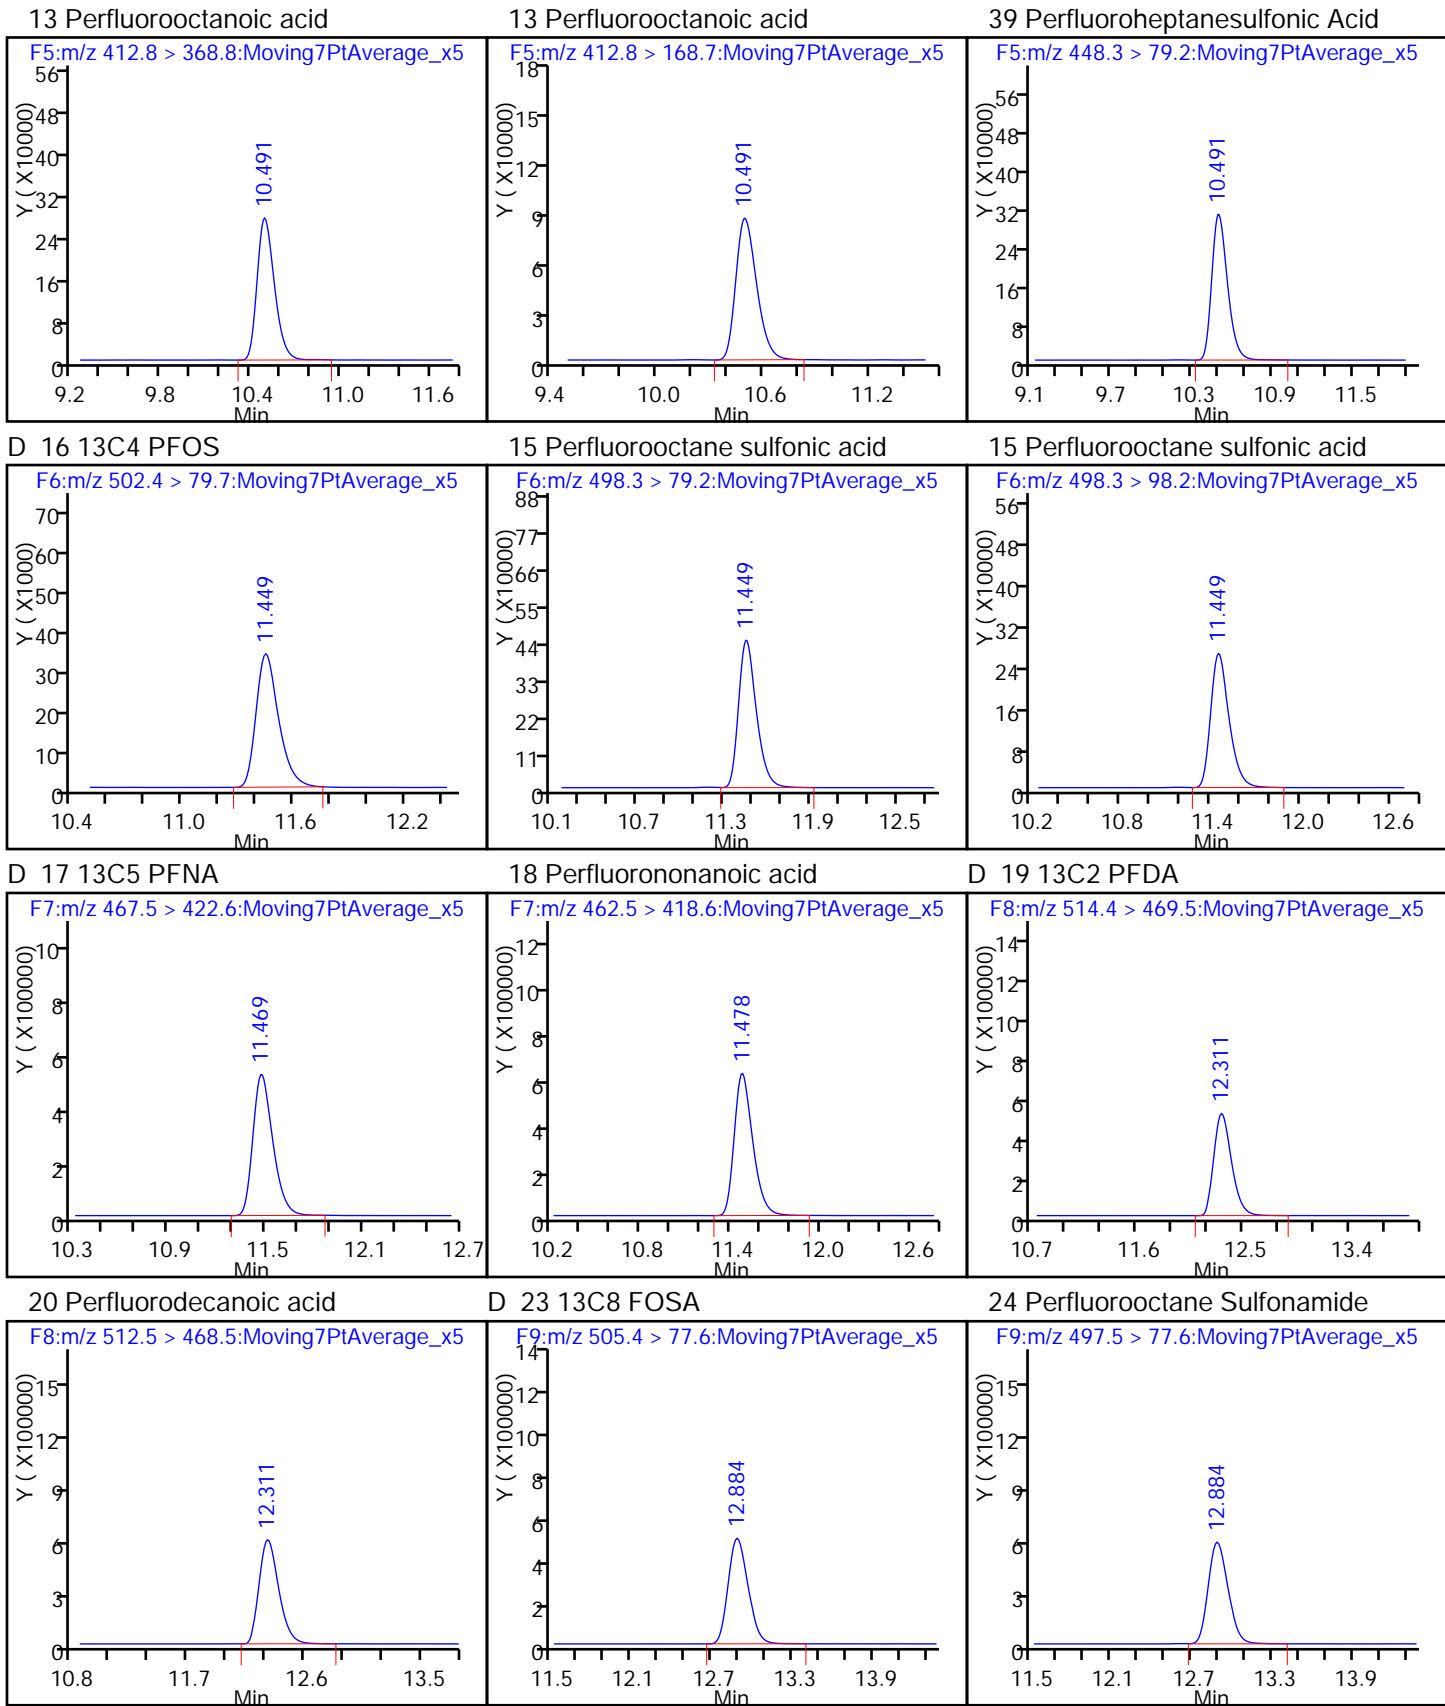 13 Perfluorooctanoic acid
F5:m/z 412.8 > 368.8:Moving7PtAverage_x5
Y ( X10000)
56
48
40
32
24
16
8
0
10.491
9.2 9.8 10.4 11.0 11.6
Min
13 Perfluorooctanoic acid
F5:m/z 412.8 > 168.7:Moving7PtAverage_x5
Y ( X10000)
18
15
12
9
6
3
0
10.491
9.4 10.0 10.6 11.2
Min
39 Perfluoroheptanesulfonic Acid
F5:m/z 448.3 > 79.2:Moving7PtAverage_x5
Y ( X10000)
56
48
40
32
24
16
8
0
10.491
9.1 9.7 10.3 10.9 11.5
Min
D 16 13C4 PFOS
F6:m/z 502.4 > 79.7:Moving7PtAverage_x5
Y ( X1000)
70
60
50
40
30
20
10
0
11.449
10.4 11.0 11.6 12.2
Min
15 Perfluorooctane sulfonic acid
F6:m/z 498.3 > 79.2:Moving7PtAverage_x5
Y ( X10000)
88
77
66
55
44
33
22
11
0
11.449
10.1 10.7 11.3 11.9 12.5
Min
15 Perfluorooctane sulfonic acid
F6:m/z 498.3 > 98.2:Moving7PtAverage_x5
Y ( X10000)
56
48
40
32
24
16
8
0
11.449
10.2 10.8 11.4 12.0 12.6
Min
D 17 13C5 PFNA
F7:m/z 467.5 > 422.6:Moving7PtAverage_x5
Y ( X100000)
10
8
6
4
2
0
11.469
10.3 10.9 11.5 12.1 12.7
Min
18 Perfluorononanoic acid
F7:m/z 462.5 > 418.6:Moving7PtAverage_x5
Y ( X100000)
12
10
8
6
4
2
0
11.478
10.2 10.8 11.4 12.0 12.6
Min
D 19 13C2 PFDA
F8:m/z 514.4 > 469.5:Moving7PtAverage_x5
Y ( X100000)
14
12
10
8
6
4
2
0
12.311
10.7 11.6 12.5 13.4
Min
20 Perfluorodecanoic acid
F8:m/z 512.5 > 468.5:Moving7PtAverage_x5
Y ( X100000)
15
12
9
6
3
0
12.311
10.8 11.7 12.6 13.5
Min
D 23 13C8 FOSA
F9:m/z 505.4 > 77.6:Moving7PtAverage_x5
Y ( X100000)
14
12
10
8
6
4
2
0
12.884
11.5 12.1 12.7 13.3 13.9
Min
24 Perfluorooctane Sulfonamide
F9:m/z 497.5 > 77.6:Moving7PtAverage_x5
Y ( X100000)
15
12
9
6
3
0
12.884
11.5 12.1 12.7 13.3 13.9
Min